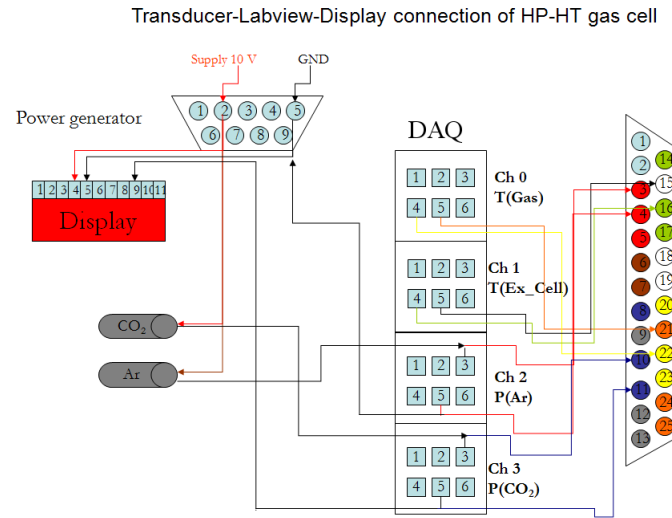 Transducer-Labview-Display connection of HP-HT gas cell
Supply 10 V
GND
Power generator
1 2 3 4 5
6 7 8 9
1 2 3 4 5 6 7 8 9 10 11
Display
CO₂
Ar
DAQ
1 2 3
4 5 6
Ch 0
T(Gas)
1 2 3
4 5 6
Ch 1
T(Ex_Cell)
1 2 3
4 5 6
Ch 2
P(Ar)
1 2 3
4 5 6
Ch 3
P(CO₂)
1
2
3
4
5
6
7
8
9
10
11
12
13
14
15
16
17
18
19
20
21
22
23
24
25